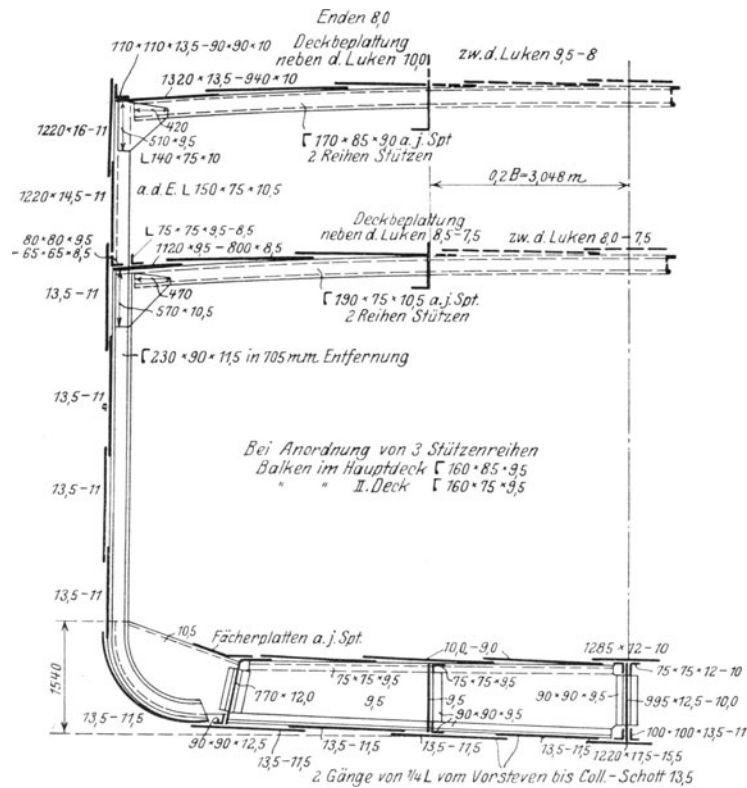 Enden 8,0
Deckbeplattung
neben d. Luken 10,0
zw. d. Luken 9,5-8
110×110×13,5-90×90×10
1320×13,5-940×10
1220×16-11
420
510×9,5
L 140×75×10
Γ 170×85×9,0 a. j. Spt
2 Reihen Stützen
0,2 B = 3,048 m
1220×14,5-11
a. d. E. L 150×75×10,5
L 75×75×9,5-8,5
Deckbeplattung
neben d. Luken 8,5-7,5
zw. d. Luken 8,0-7,5
80×80×9,5
-65×65×8,5
1120×9,5-800×8,5
13,5-11
470
570×10,5
Γ 190×75×10,5 a. j. Spt.
2 Reihen Stützen
Γ 230×90×11,5 in 705 m.m. Entfernung
13,5-11
Bei Anordnung von 3 Stützenreihen
Balken im Hauptdeck Γ 160×85×9,5
" " II. Deck Γ 160×75×9,5
13,5-11
13,5-11
10,5
Fächerplatten a. j. Spt.
10,0-9,0
1285×12-10
1540
75×75×9,5
75×75×9,5
75×75×12-10
770×12,0
9,5
9,5
90×90×9,5
995×12,5-10,0
90×90×9,5
13,5-11,5
90×90×12,5
100×100×13,5-11
13,5-11,5
13,5-11,5
13,5-11,5
13,5-11,5
1220×17,5-15,5
2 Gänge von ¾ L vom Vorsteven bis Coll.-Schott 13,5